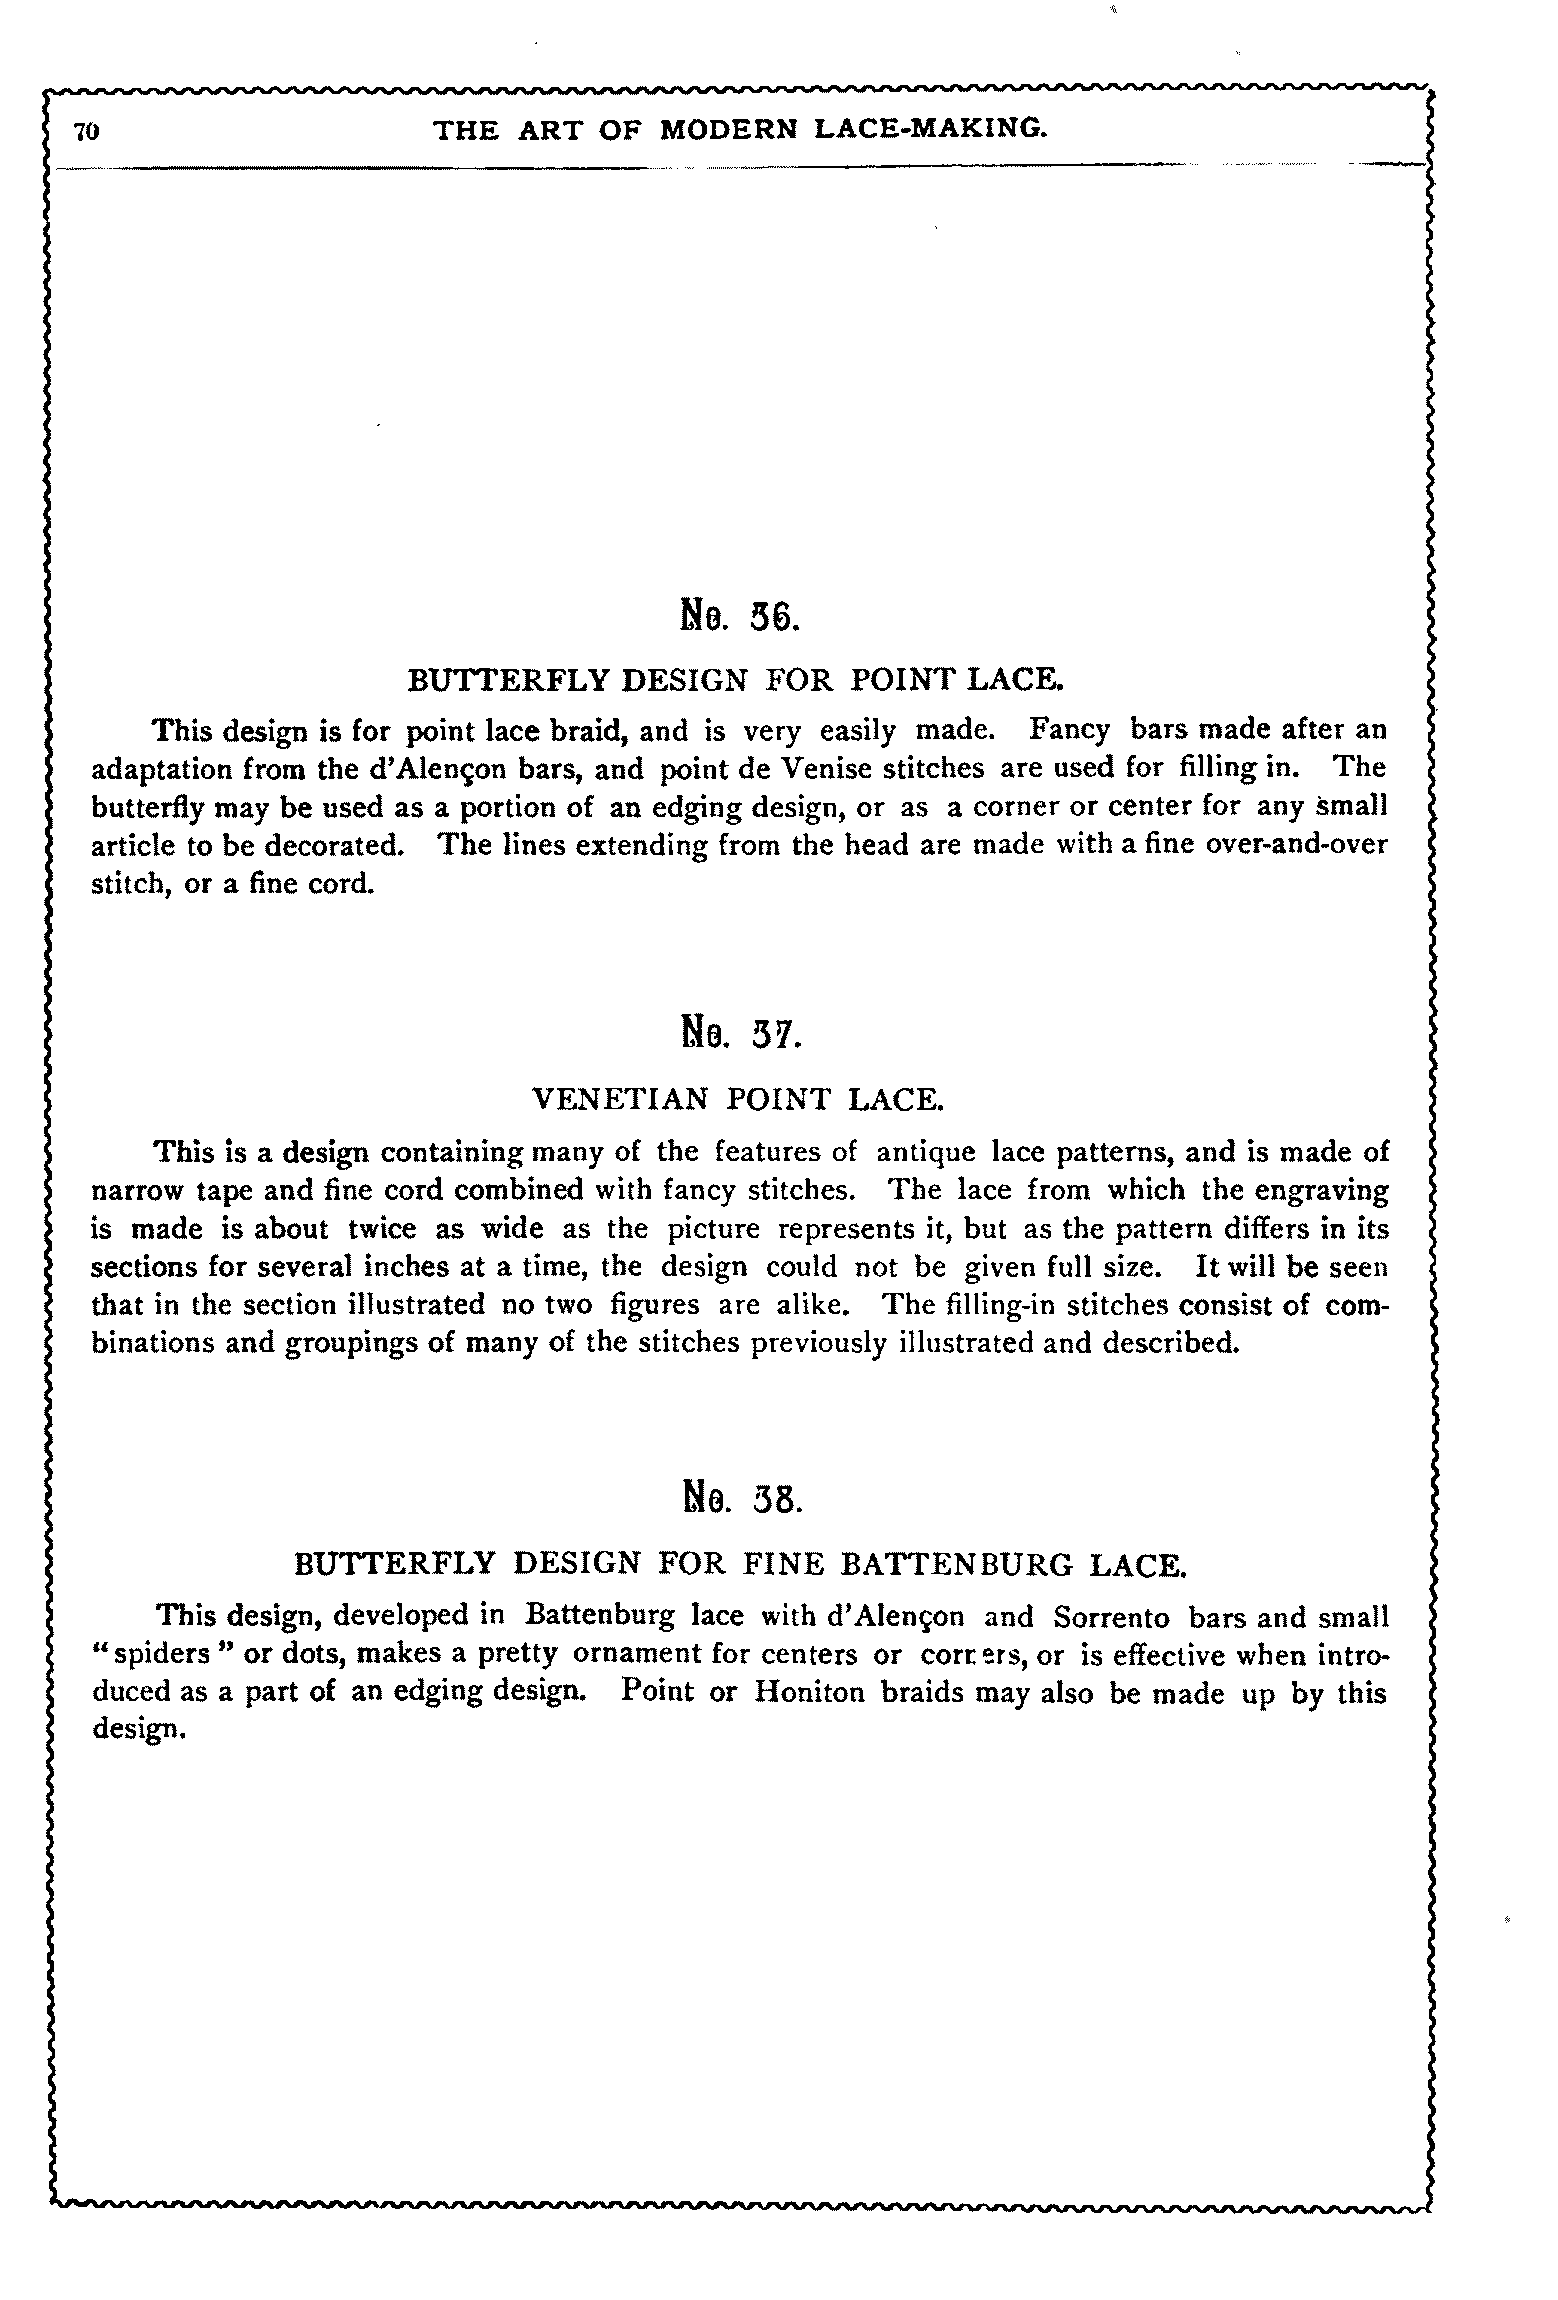 70 THE ART OF MODERN LACE-MAKING.
No. 36.
BUTTERFLY DESIGN FOR POINT LACE.
This design is for point lace braid, and is very easily made. Fancy bars made after an
adaptation from the d'Alençon bars, and point de Venise stitches are used for filling in. The
butterfly may be used as a portion of an edging design, or as a corner or center for any small
article to be decorated. The lines extending from the head are made with a fine over-and-over
stitch, or a fine cord.
No. 37.
VENETIAN POINT LACE.
This is a design containing many of the features of antique lace patterns, and is made of
narrow tape and fine cord combined with fancy stitches. The lace from which the engraving
is made is about twice as wide as the picture represents it, but as the pattern differs in its
sections for several inches at a time, the design could not be given full size. It will be seen
that in the section illustrated no two figures are alike. The filling-in stitches consist of com-
binations and groupings of many of the stitches previously illustrated and described.
No. 38.
BUTTERFLY DESIGN FOR FINE BATTENBURG LACE.
This design, developed in Battenburg lace with d'Alençon and Sorrento bars and small
"spiders" or dots, makes a pretty ornament for centers or corners, or is effective when intro-
duced as a part of an edging design. Point or Honiton braids may also be made up by this
design.